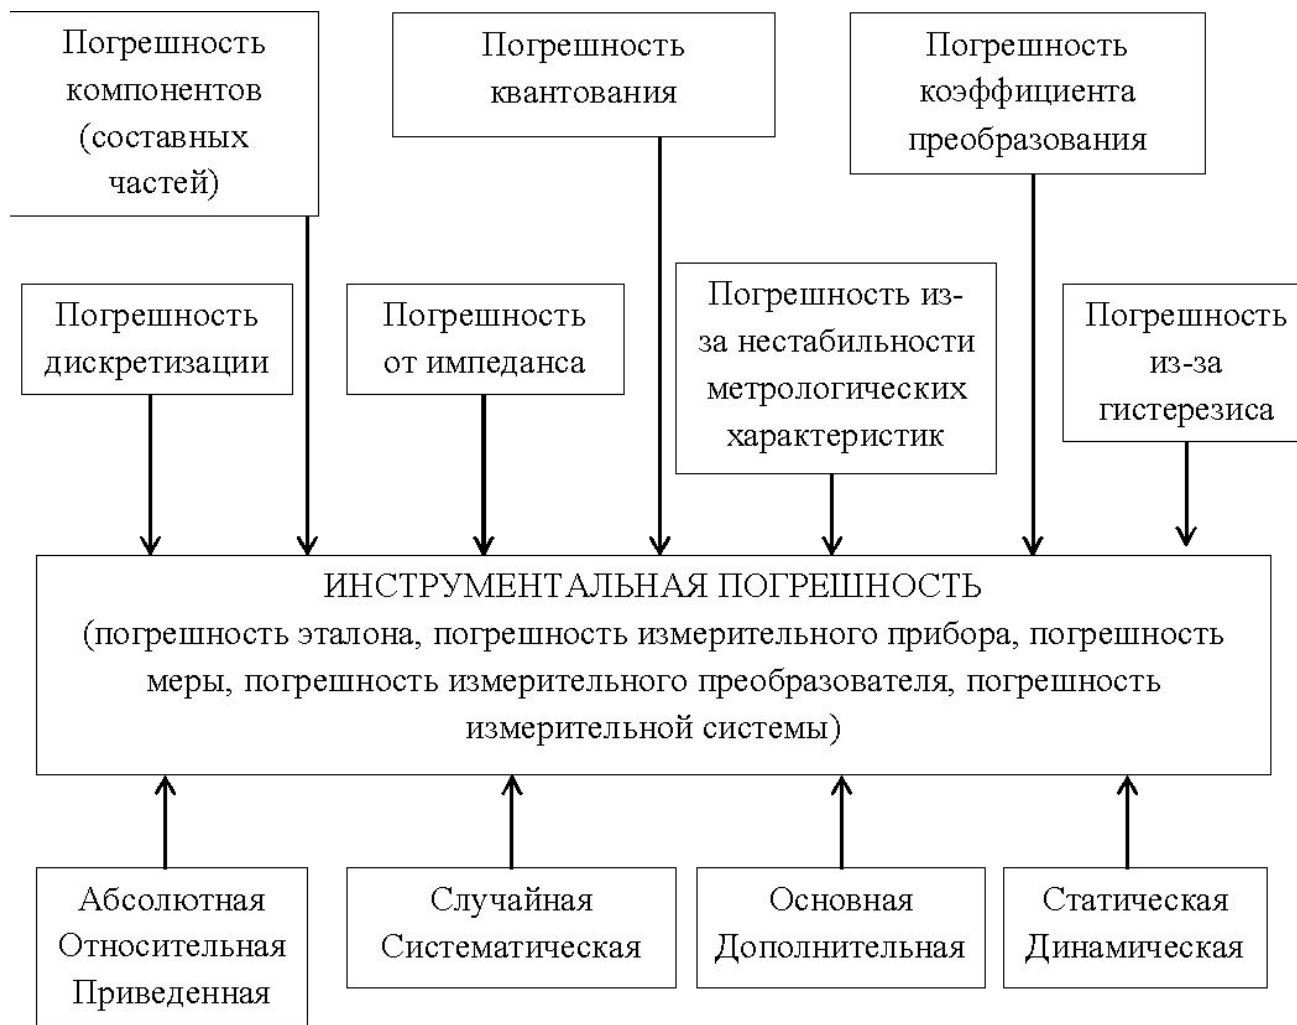 Погрешность
компонентов
(составных
частей)
Погрешность
квантования
Погрешность
коэффициента
преобразования
Погрешность
дискретизации
Погрешность
от импеданса
Погрешность из-
за нестабильности
метрологических
характеристик
Погрешность
из-за
гистерезиса
ИНСТРУМЕНТАЛЬНАЯ ПОГРЕШНОСТЬ
(погрешность эталона, погрешность измерительного прибора, погрешность
меры, погрешность измерительного преобразователя, погрешность
измерительной системы)
Абсолютная
Относительная
Приведенная
Случайная
Систематическая
Основная
Дополнительная
Статическая
Динамическая